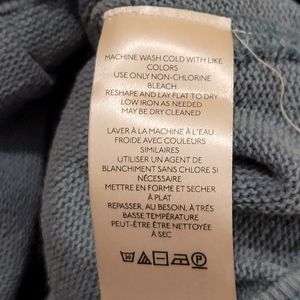 MACHINE WASH COLD WITH LIKE
COLORS
USE ONLY NON-CHLORINE
BLEACH
RESHAPE AND LAY FLAT TO DRY
LOW IRON AS NEEDED
MAY BE DRY CLEANED
LAVER À LA MACHINE À L'EAU
FROIDE AVEC COULEURS
SIMILAIRES
UTILISER UN AGENT DE
BLANCHIMENT SANS CHLORE SI
NÉCESSAIRE
METTRE EN FORME ET SÉCHER
À PLAT
REPASSER, AU BESOIN, À TRÈS
BASSE TEMPÉRATURE
PEUT-ÊTRE ÊTRE NETTOYÉE
À SEC